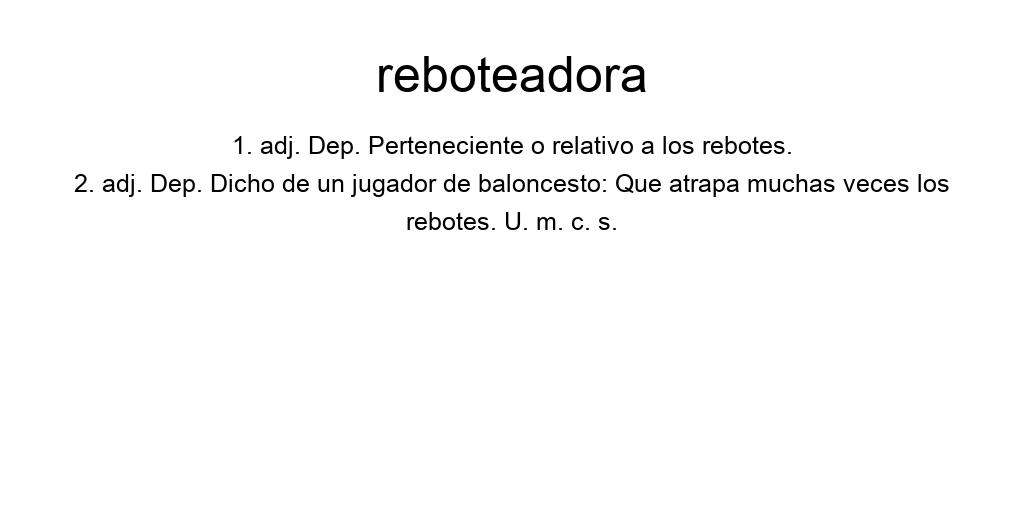 reboteadora
1. adj. Dep. Perteneciente o relativo a los rebotes.
2. adj. Dep. Dicho de un jugador de baloncesto: Que atrapa muchas veces los
rebotes. U. m. c. s.